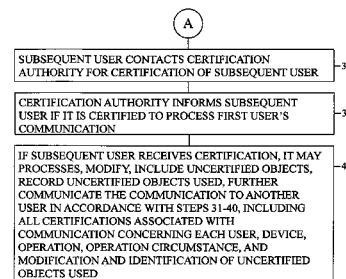 A
SUBSEQUENT USER CONTACTS CERTIFICATION
AUTHORITY FOR CERTIFICATION OF SUBSEQUENT USER
3
CERTIFICATION AUTHORITY INFORMS SUBSEQUENT
USER IF IT IS CERTIFIED TO PROCESS FIRST USER'S
COMMUNICATION
3
IF SUBSEQUENT USER RECEIVES CERTIFICATION, IT MAY
PROCESSES, MODIFY, INCLUDE UNCERTIFIED OBJECTS,
RECORD UNCERTIFIED OBJECTS USED, FURTHER
COMMUNICATE THE COMMUNICATION TO ANOTHER
USER IN ACCORDANCE WITH STEPS 31-40, INCLUDING
ALL CERTIFICATIONS ASSOCIATED WITH
COMMUNICATION CONCERNING EACH USER, DEVICE,
OPERATION, OPERATION CIRCUMSTANCE, AND
MODIFICATION AND IDENTIFICATION OF UNCERTIFIED
OBJECTS USED
4